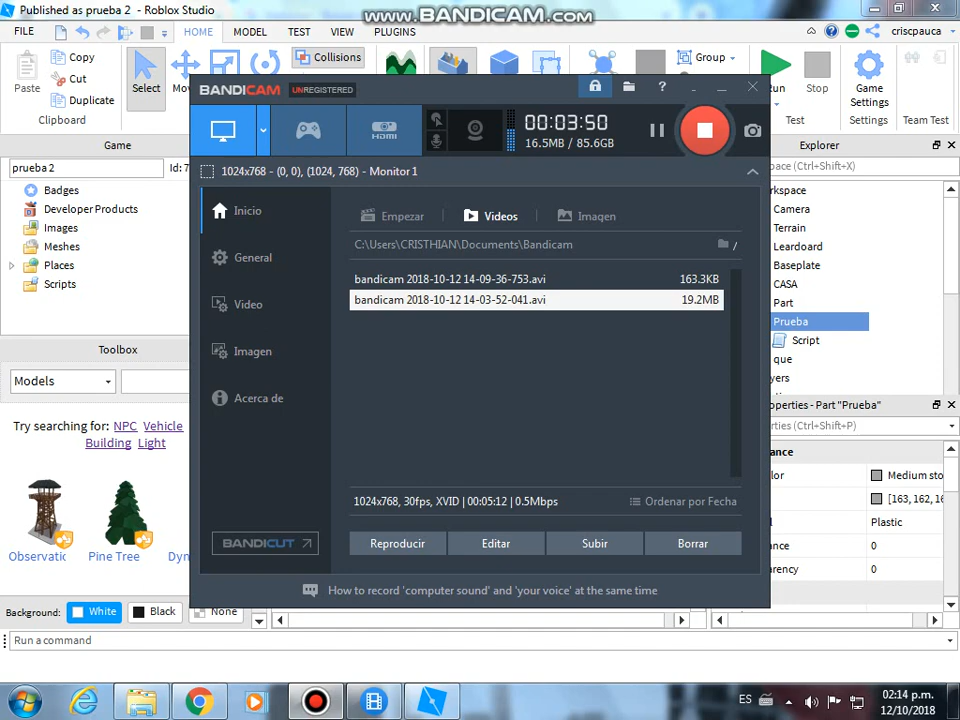 Published as prueba 2 - Roblox Studio
www.BANDICAM.com
FILE
HOME
MODEL
TEST
VIEW
PLUGINS
criscpauca
Paste
Copy
Cut
Duplicate
Clipboard
Select
Collisions
Group
Run
Stop
Test
Game
Settings
Settings
Team Test
BANDICAM UNREGISTERED
HDMI
00:03:50
16.5MB / 85.6GB
1024x768 - (0, 0), (1024, 768) - Monitor 1
Inicio
General
Video
Imagen
Acerca de
BANDICUT
Empezar
Videos
Imagen
C:\Users\CRISTHIAN\Documents\Bandicam
/
bandicam 2018-10-12 14-09-36-753.avi 163.3KB
bandicam 2018-10-12 14-03-52-041.avi 19.2MB
1024x768, 30fps, XVID | 00:05:12 | 0.5Mbps
Ordenar por Fecha
Reproducir
Editar
Subir
Borrar
How to record 'computer sound' and 'your voice' at the same time
Game
prueba 2
Badges
Developer Products
Images
Meshes
Places
Scripts
Toolbox
Models
Try searching for: NPC Vehicle
Building Light
Pine Tree
Background: White Black None
Run a command
Explorer
(Ctrl+Shift+X)
Camera
Terrain
Leardoard
Baseplate
CASA
Part
Prueba
Script
que
"Prueba"
(Ctrl+Shift+P)
Medium sto
[163, 162, 16
Plastic
0
0
ES
02:14 p.m.
12/10/2018